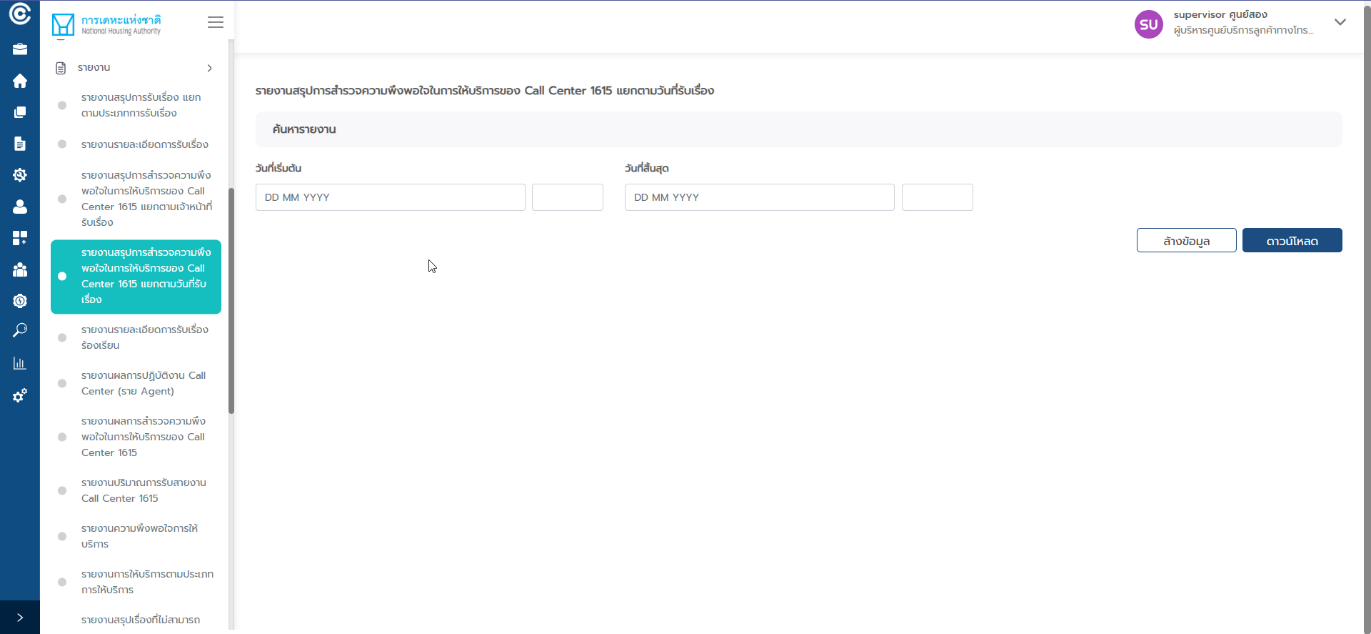 การเคหะแห่งชาติ
National Housing Authority
SU
supervisor ศูนย์สอง
ผู้บริหารศูนย์บริการลูกค้าทางโทร...
รายงาน
รายงานสรุปการรับเรื่อง แยก
ตามประเภทการรับเรื่อง
รายงานรายละเอียดการรับเรื่อง
รายงานสรุปการสำรวจความพึง
พอใจในการให้บริการของ Call
Center 1615 แยกตามเจ้าหน้าที่
รับเรื่อง
รายงานสรุปการสำรวจความพึง
พอใจในการให้บริการของ Call
Center 1615 แยกตามวันที่รับ
เรื่อง
รายงานรายละเอียดการรับเรื่อง
ร้องเรียน
รายงานผลการปฏิบัติงาน Call
Center (ราย Agent)
รายงานผลการสำรวจความพึง
พอใจในการให้บริการของ Call
Center 1615
รายงานปริมาณการรับสายงาน
Call Center 1615
รายงานความพึงพอใจการให้
บริการ
รายงานการให้บริการตามประเภท
การให้บริการ
รายงานสรุปเรื่องที่ไม่สามารถ
รายงานสรุปการสำรวจความพึงพอใจในการให้บริการของ Call Center 1615 แยกตามวันที่รับเรื่อง
ค้นหารายงาน
วันที่เริ่มต้น
วันที่สิ้นสุด
DD MM YYYY
DD MM YYYY
ล้างข้อมูล
ดาวน์โหลด